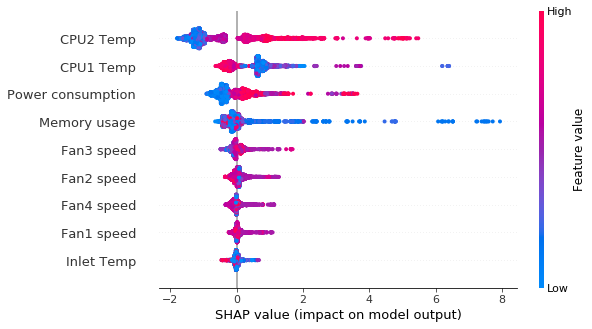 High
CPU2 Temp
CPU1 Temp
Power consumption
Memory usage
Fan3 speed
Fan2 speed
Fan4 speed
Fan1 speed
Inlet Temp
Feature value
Low
−2 0 2 4 6 8
SHAP value (impact on model output)